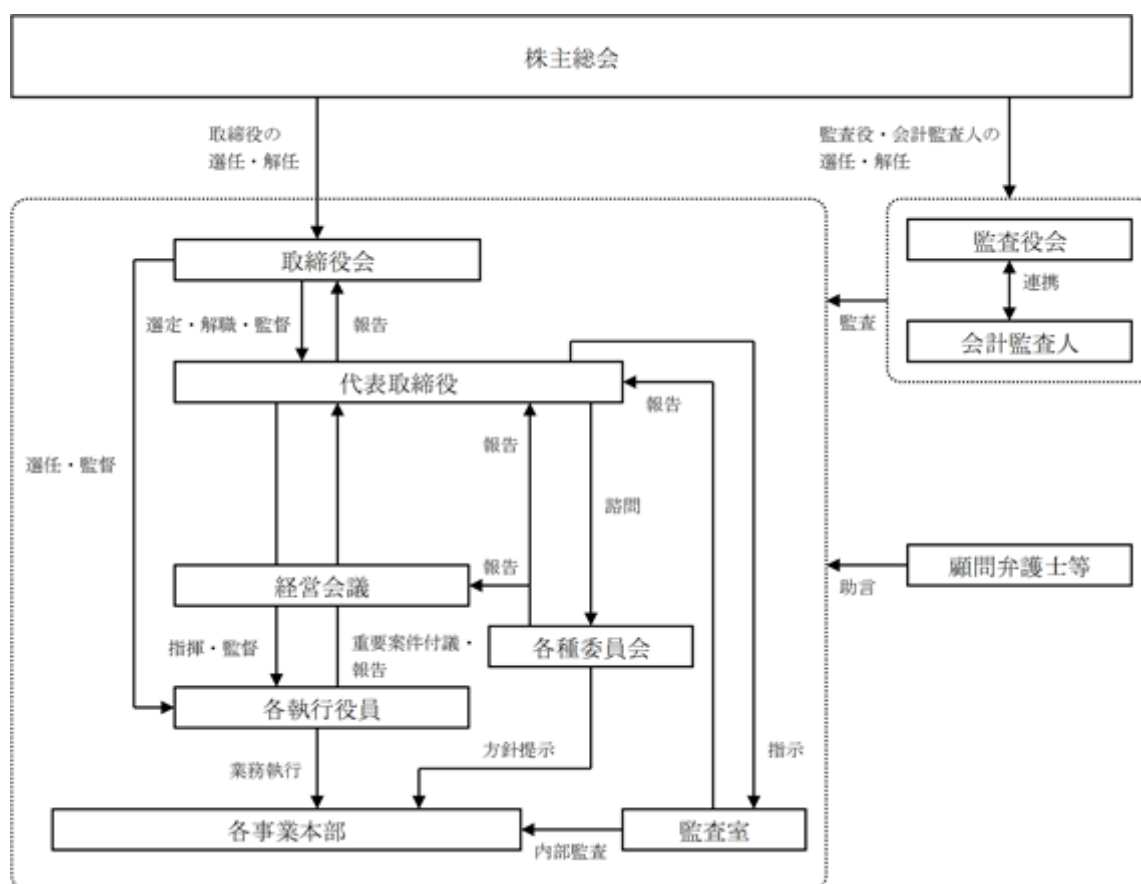 株主総会
取締役の
選任・解任
監査役・会計監査人の
選任・解任
監査役会
取締役会
連携
選定・解職・監督
報告
監査
会計監査人
代表取締役
報告
報告
選任・監督
諮問
報告
経営会議
顧問弁護士等
助言
各種委員会
重要案件付議・
報告
指揮・監督
各執行役員
方針提示
指示
業務執行
各事業本部
監査室
内部監査